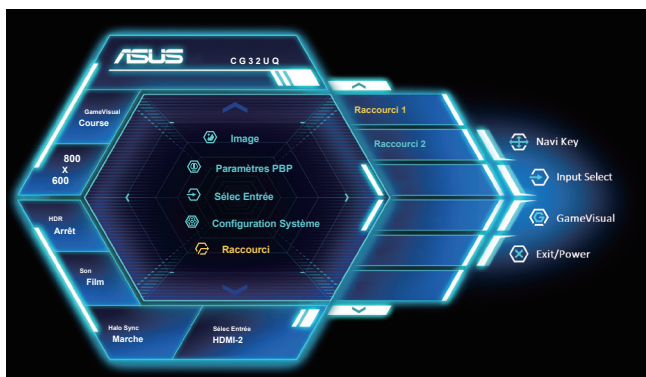 ASUS
CG32UQ
GameVisual
Course
800
X
600
HDR
Arrêt
Son
Film
Halo Sync
Marche
Sélec Entrée
HDMI-2
Image
Paramètres PBP
Sélec Entrée
Configuration Système
Raccourci
Raccourci 1
Raccourci 2
Navi Key
Input Select
GameVisual
Exit/Power